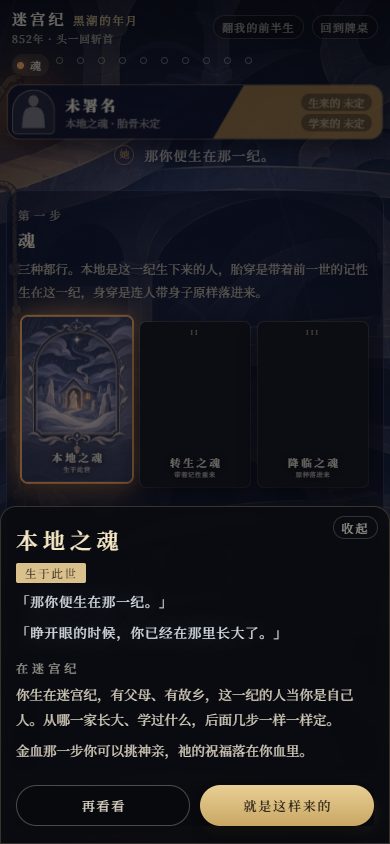 迷宫纪 黑潮的年月
852年 · 头一回斩首
翻我的前半生
回到牌桌
魂
未署名
本地之魂 · 胎骨未定
生来的 未定
学来的 未定
她 那你便生在那一纪。
第一步
魂
三种都行。本地是这一纪生下来的人，胎穿是带着前一世的记性
生在这一纪，身穿是连人带身子原样落进来。
本地之魂
生于此世
II
转生之魂
带着记性重来
III
降临之魂
原样落进来
收起
本地之魂
生于此世
「那你便生在那一纪。」
「睁开眼的时候，你已经在那里长大了。」
在迷宫纪
你生在迷宫纪，有父母、有故乡，这一纪的人当你是自己
人。从哪一家长大、学过什么，后面几步一样一样定。
金血那一步你可以挑神亲，祂的祝福落在你血里。
再看看
就是这样来的